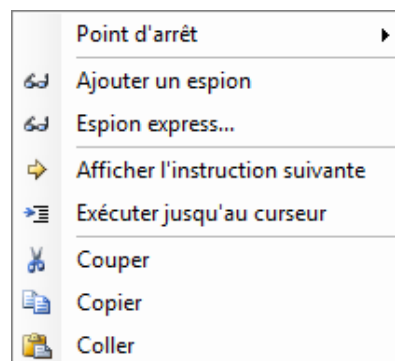 Point d'arrêt
Ajouter un espion
Espion express...
Afficher l'instruction suivante
Exécuter jusqu'au curseur
Couper
Copier
Coller